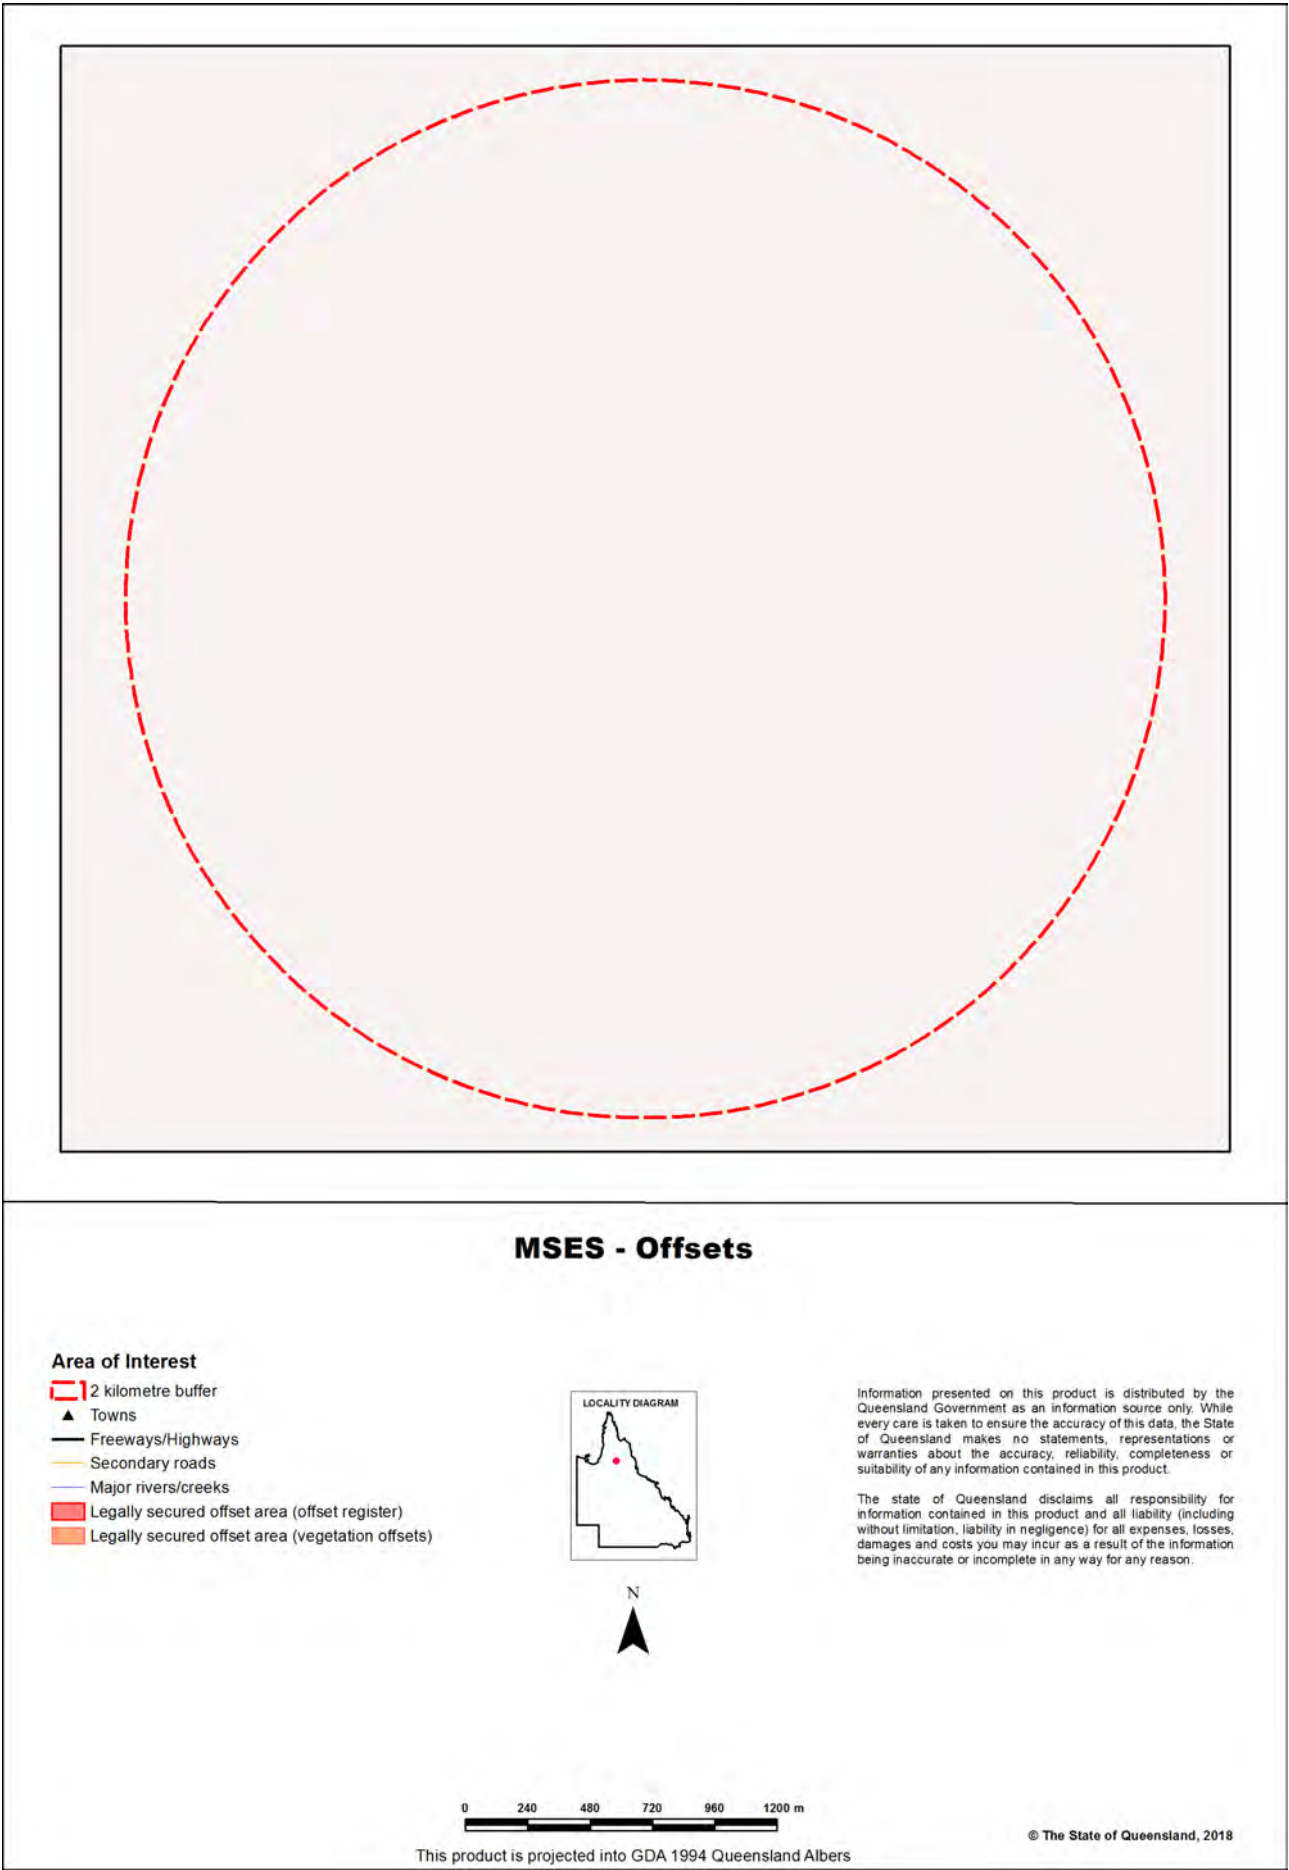 MSES - Offsets
Area of Interest
2 kilometre buffer
Towns
Freeways/Highways
Secondary roads
Major rivers/creeks
Legally secured offset area (offset register)
Legally secured offset area (vegetation offsets)
LOCALITY DIAGRAM
N
Information presented on this product is distributed by the
Queensland Government as an information source only. While
every care is taken to ensure the accuracy of this data, the State
of Queensland makes no statements, representations or
warranties about the accuracy, reliability, completeness or
suitability of any information contained in this product.
The state of Queensland disclaims all responsibility for
information contained in this product and all liability (including
without limitation, liability in negligence) for all expenses, losses,
damages and costs you may incur as a result of the information
being inaccurate or incomplete in any way for any reason.
0 240 480 720 960 1200 m
This product is projected into GDA 1994 Queensland Albers
© The State of Queensland, 2018